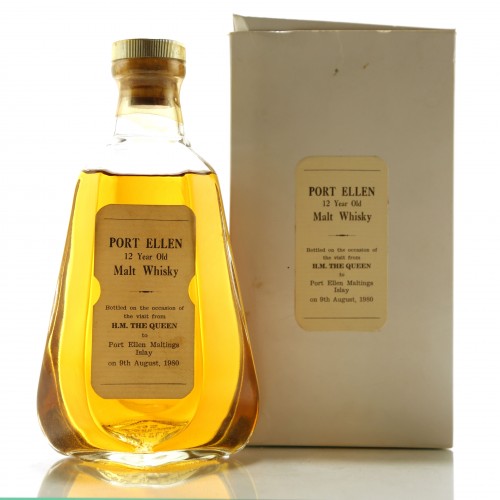 PORT ELLEN
12 Year Old
Malt Whisky
Bottled on the occasion of
the visit from
H.M. THE QUEEN
to
Port Ellen Maltings
Islay
on 9th August, 1980
PORT ELLEN
12 Year Old
Malt Whisky
Bottled on the occasion of
the visit from
H.M. THE QUEEN
to
Port Ellen Maltings
Islay
on 9th August, 1980